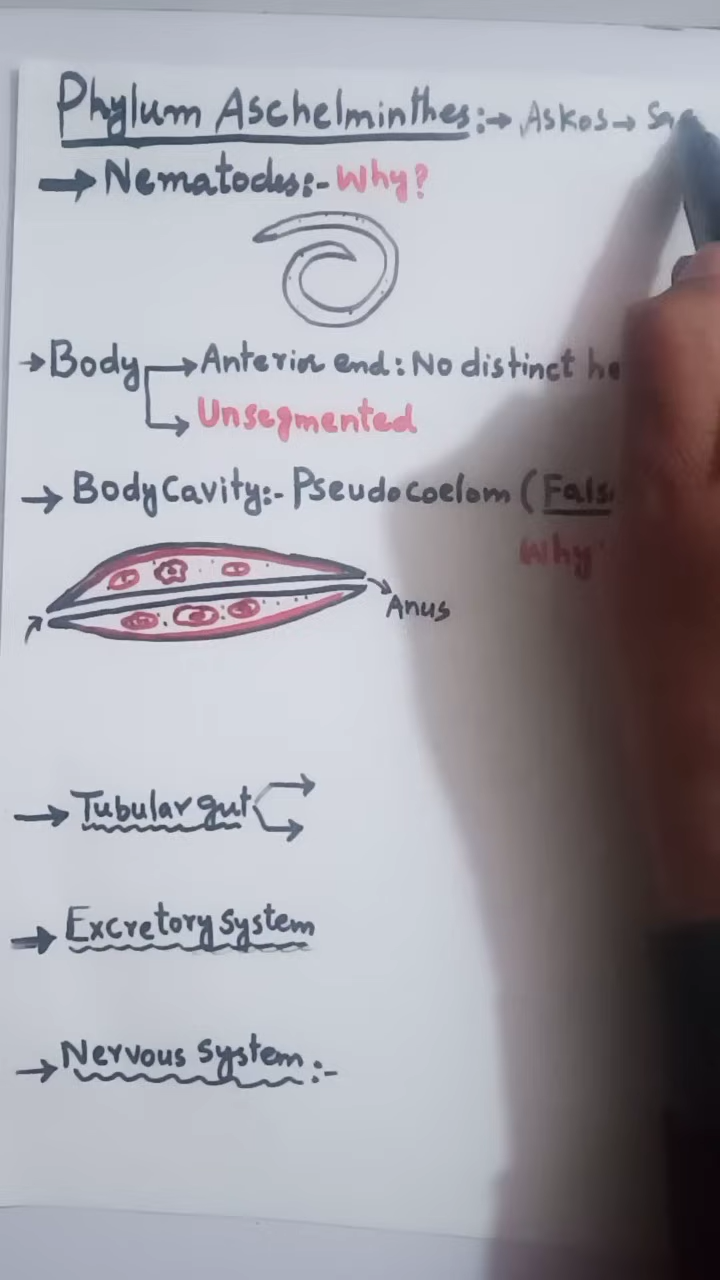 Phylum Aschelminthes:→ Askos→
→ Nematodes:- Why?
→ Body → Anterior end: No distinct
→ Unsegmented
→ Body Cavity:- Pseudocoelom (
Why
→ Anus
→ Tubular gut
→ Excretory system
→ Nervous system:-